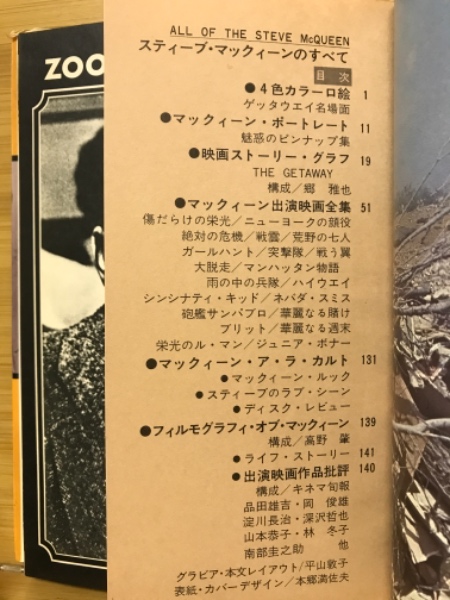 ZOO
ALL OF THE STEVE McQUEEN
スティーブ・マックィーンのすべて
目次
●4色カラー口絵 1
ゲッタウエイ名場面
●マックィーン・ポートレート 11
魅惑のピンナップ集
●映画ストーリー・グラフ 19
THE GETAWAY
構成/郷 雅也
●マックィーン出演映画全集 51
傷だらけの栄光/ニューヨークの顔役
絶対の危機/戦雲/荒野の七人
ガールハント/突撃隊/戦う翼
大脱走/マンハッタン物語
雨の中の兵隊/ハイウエイ
シンシナティ・キッド/ネバダ・スミス
砲艦サンパブロ/華麗なる賭け
ブリット/華麗なる週末
栄光のル・マン/ジュニア・ボナー
●マックィーン・ア・ラ・カルト 131
●マックィーン・ルック
●スティーブのラブ・シーン
●ディスク・レビュー
●フィルモグラフィ・オブ・マックィーン 139
構成/高野 肇
●ライフ・ストーリー 141
●出演映画作品批評 140
構成/キネマ旬報
品田雄吉・岡 俊雄
淀川長治・深沢哲也
山本恭子・林 冬子
南部圭之助 他
グラビア・本文レイアウト/平山敦子
表紙・カバーデザイン/本郷満佐夫